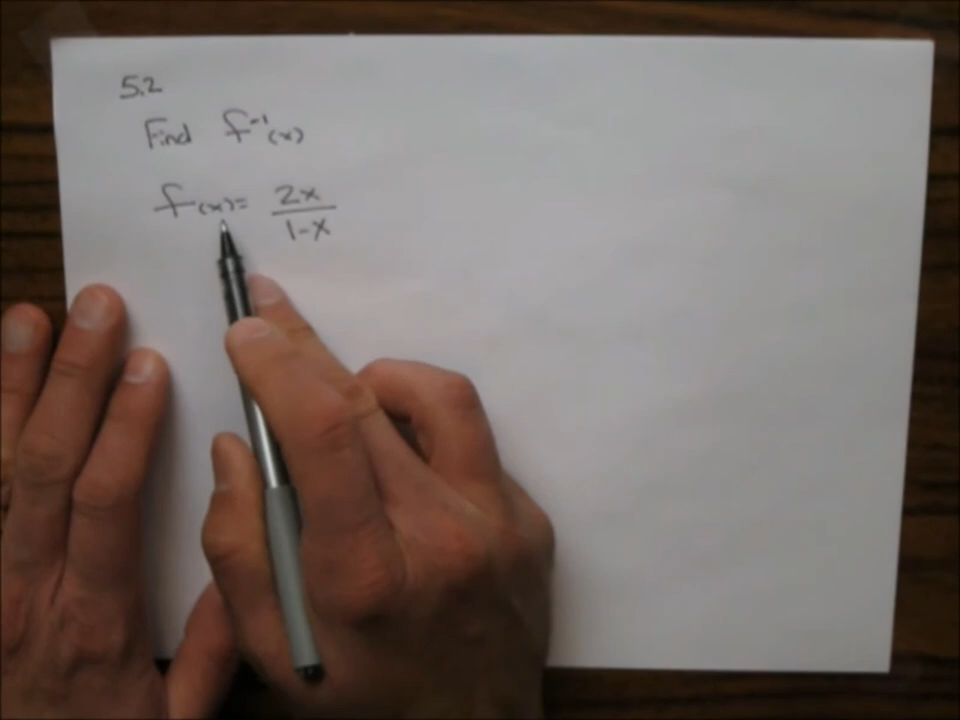 5.2
Find f⁻¹(x)
f(x)= 2x
1-x